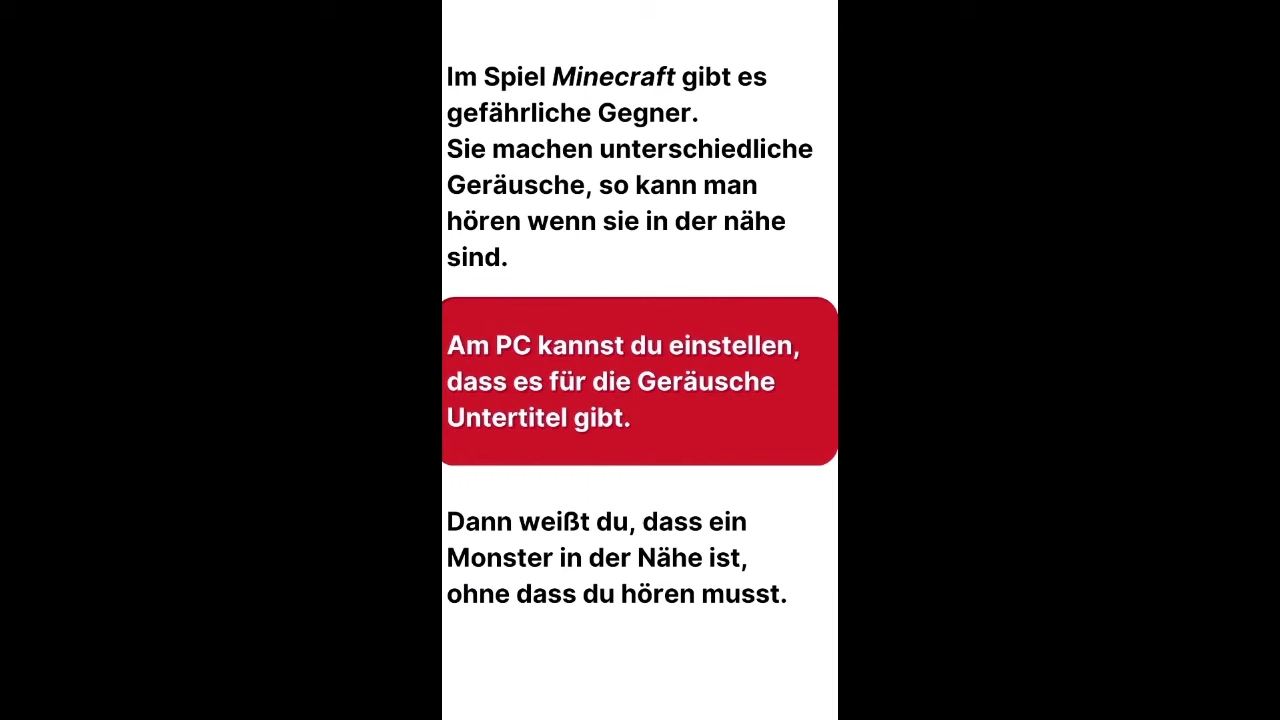 Im Spiel Minecraft gibt es
gefährliche Gegner.
Sie machen unterschiedliche
Geräusche, so kann man
hören wenn sie in der nähe
sind.
Am PC kannst du einstellen,
dass es für die Geräusche
Untertitel gibt.
Dann weißt du, dass ein
Monster in der Nähe ist,
ohne dass du hören musst.